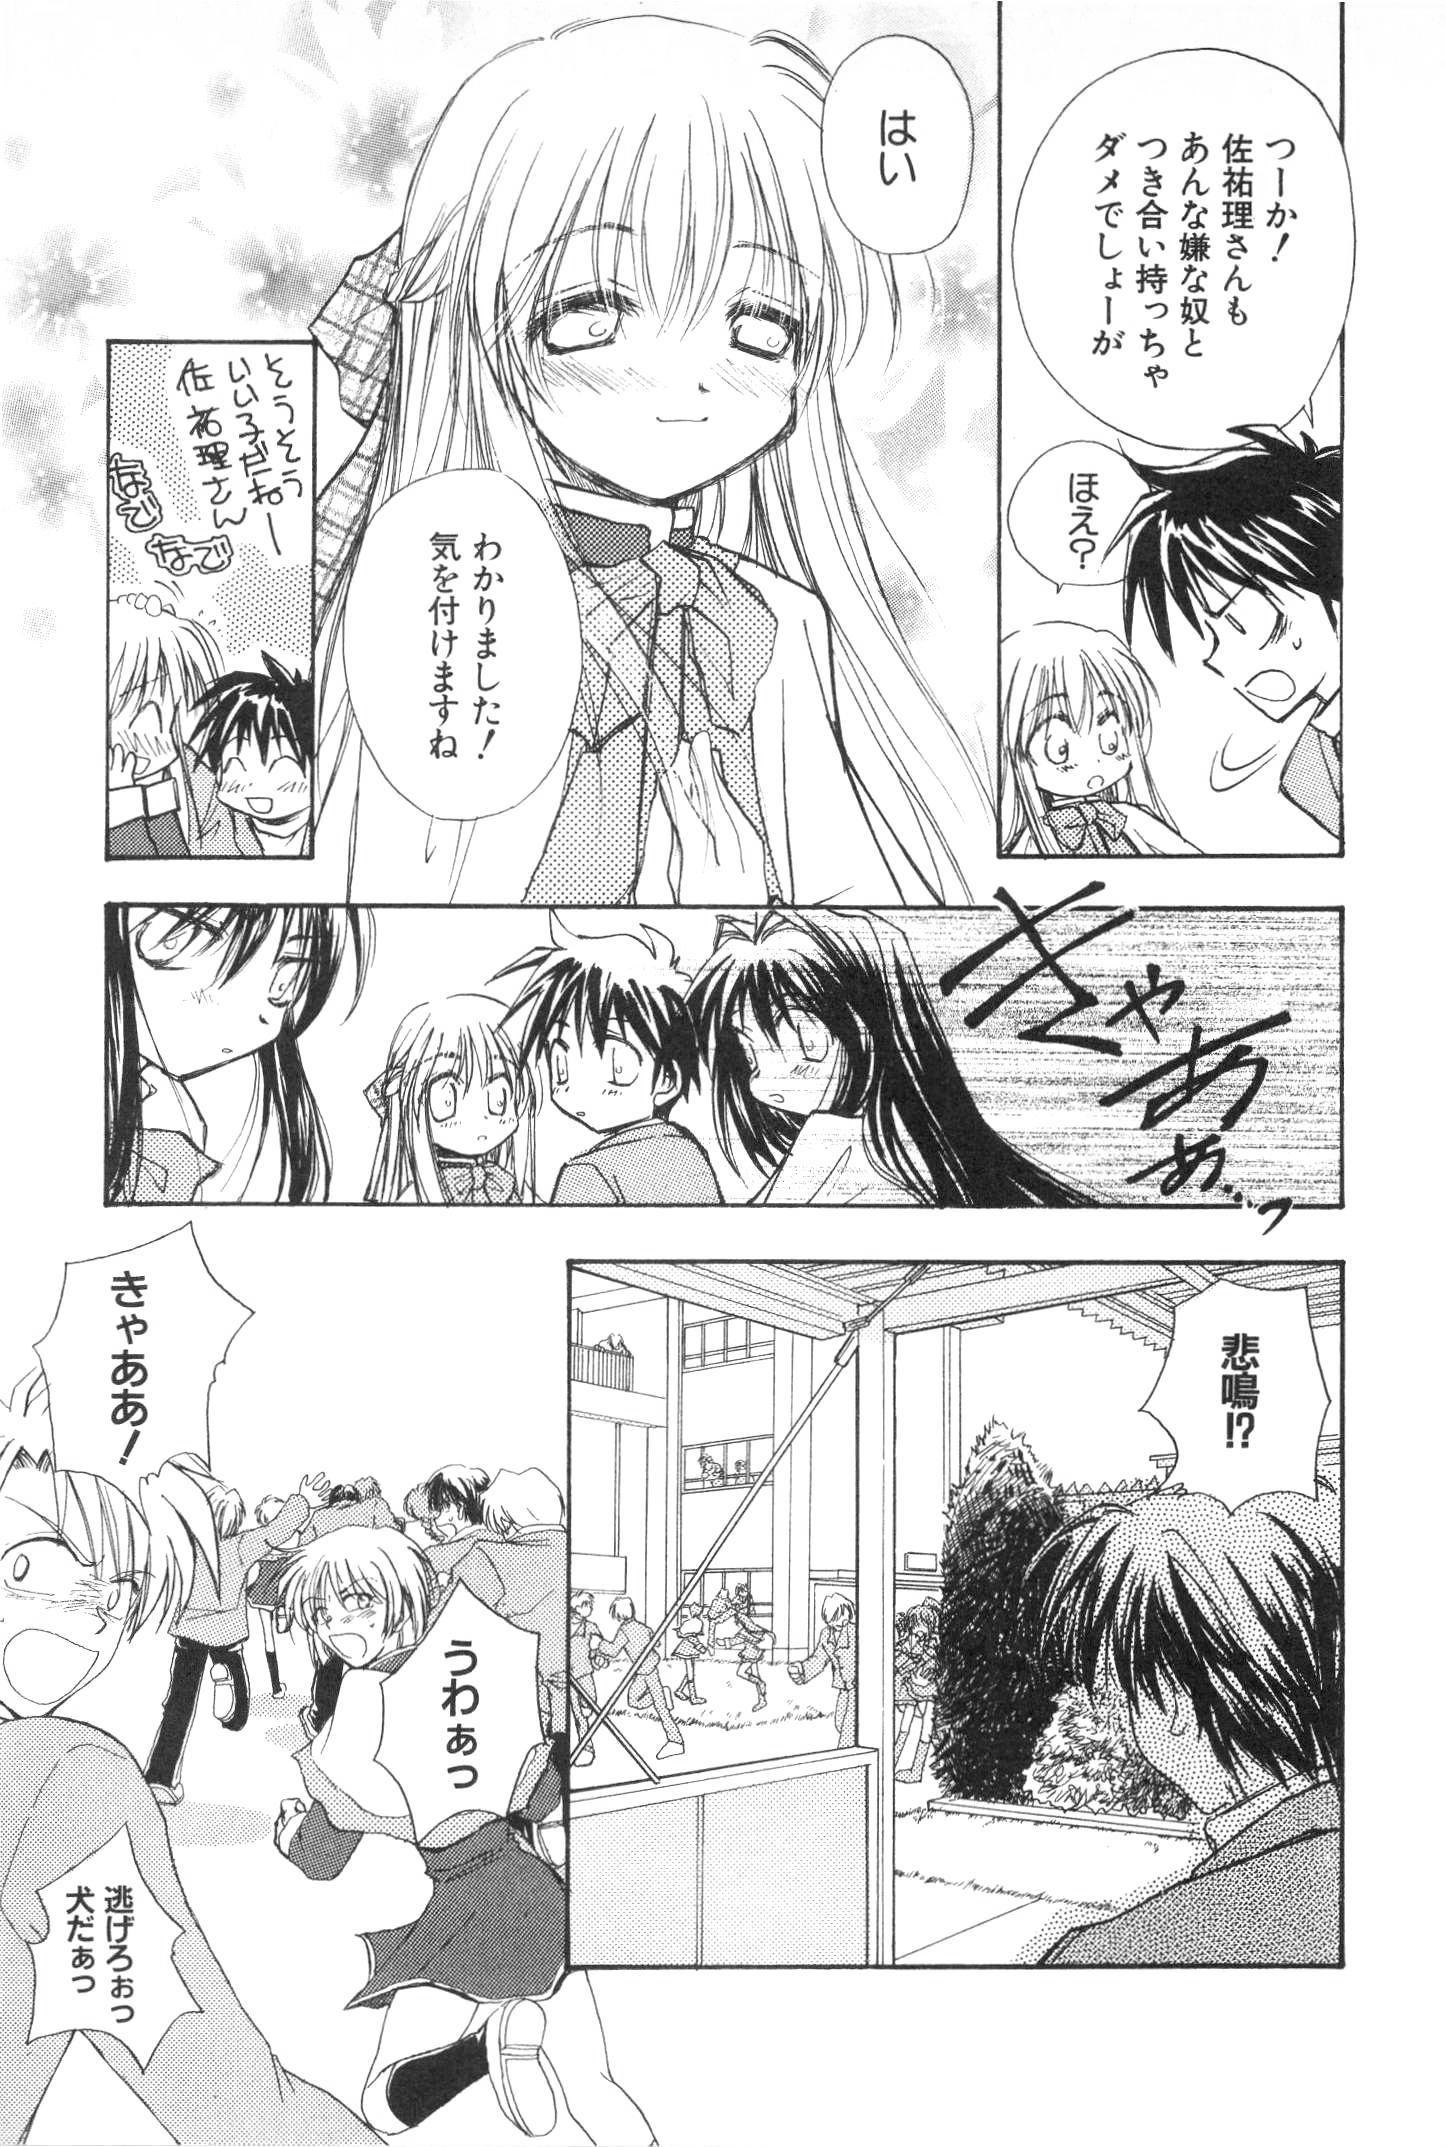 つーか！
佐祐理さんも
あんな嫌な奴と
つき合い持っちゃ
ダメでしょーが
ほえ？
はい
わかりました！
気を付けますね
そうそう
いい子だねー
佐祐理さん
なで
なで
きゃあ
あぁ…っ
悲鳴!?
きゃああ！
うわぁっ
逃げろぉっ
犬だぁっ